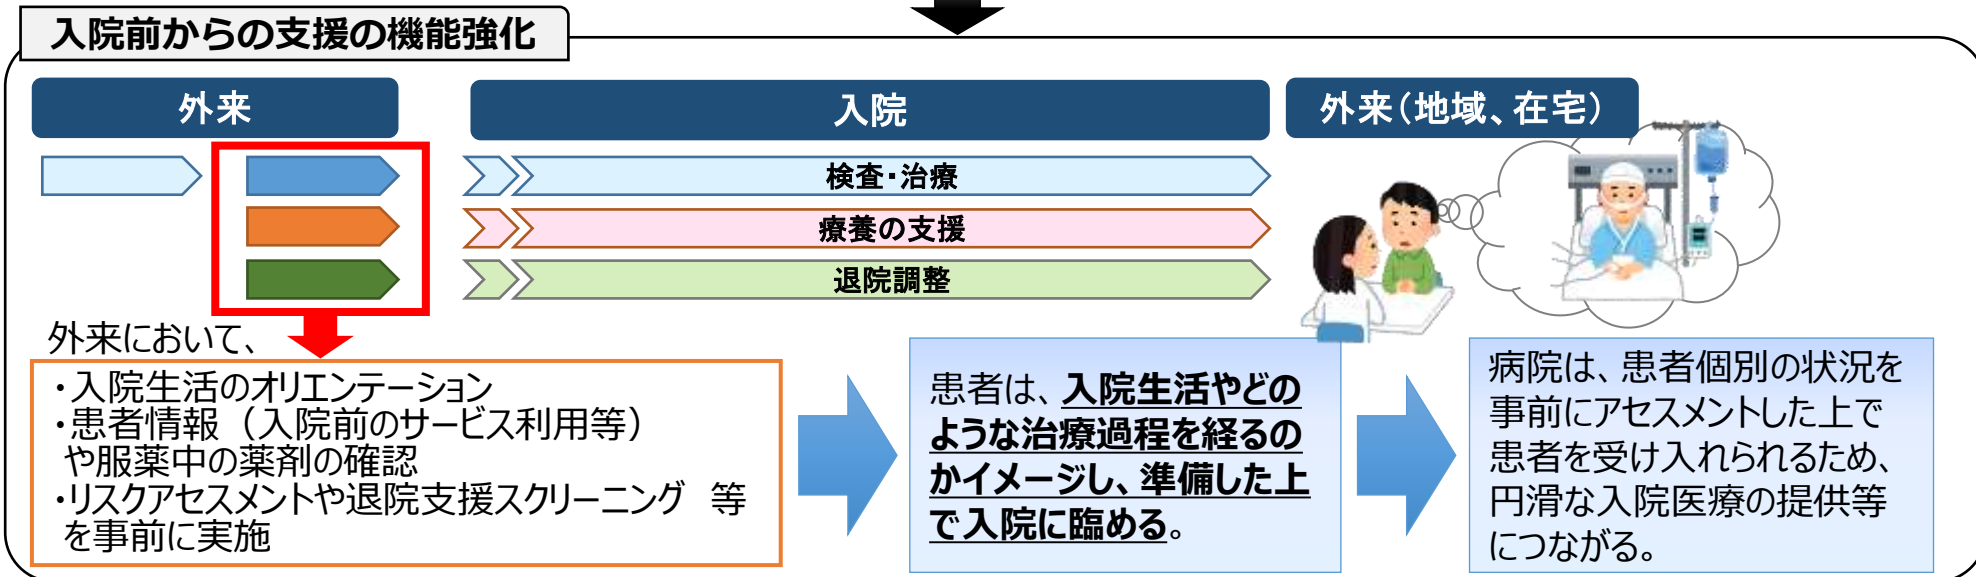 入院前からの支援の機能強化
外来
入院
外来（地域、在宅）
検査・治療
療養の支援
退院調整
外来において、
・入院生活のオリエンテーション
・患者情報（入院前のサービス利用等）
や服薬中の薬剤の確認
・リスクアセスメントや退院支援スクリーニング　等
を事前に実施
患者は、入院生活やどの
ような治療過程を経るの
かイメージし、準備した上
で入院に臨める。
病院は、患者個別の状況を
事前にアセスメントした上で
患者を受け入れられるため、
円滑な入院医療の提供等
につながる。